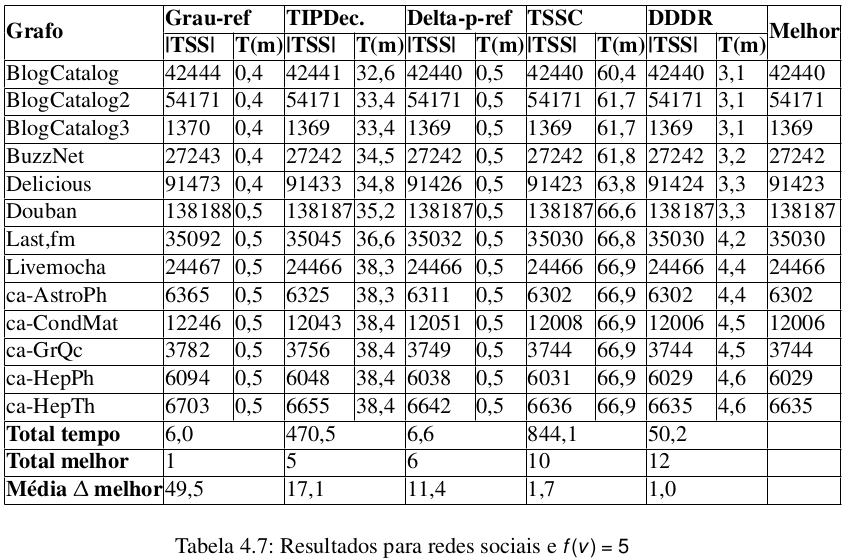 Grafo Grau-ref TIPDec. Delta-p-ref TSSC DDDR Melhor
|TSS| T(m) |TSS| T(m) |TSS| T(m) |TSS| T(m) |TSS| T(m)
BlogCatalog 42444 0,4 42441 32,6 42440 0,5 42440 60,4 42440 3,1 42440
BlogCatalog2 54171 0,4 54171 33,4 54171 0,5 54171 61,7 54171 3,1 54171
BlogCatalog3 1370 0,4 1369 33,4 1369 0,5 1369 61,7 1369 3,1 1369
BuzzNet 27243 0,4 27242 34,5 27242 0,5 27242 61,8 27242 3,2 27242
Delicious 91473 0,4 91433 34,8 91426 0,5 91423 63,8 91424 3,3 91423
Douban 138188 0,5 138187 35,2 138187 0,5 138187 66,6 138187 3,3 138187
Last,fm 35092 0,5 35045 36,6 35032 0,5 35030 66,8 35030 4,2 35030
Livemocha 24467 0,5 24466 38,3 24466 0,5 24466 66,9 24466 4,4 24466
ca-AstroPh 6365 0,5 6325 38,3 6311 0,5 6302 66,9 6302 4,4 6302
ca-CondMat 12246 0,5 12043 38,4 12051 0,5 12008 66,9 12006 4,5 12006
ca-GrQc 3782 0,5 3756 38,4 3749 0,5 3744 66,9 3744 4,5 3744
ca-HepPh 6094 0,5 6048 38,4 6038 0,5 6031 66,9 6029 4,6 6029
ca-HepTh 6703 0,5 6655 38,4 6642 0,5 6636 66,9 6635 4,6 6635
Total tempo 6,0 470,5 6,6 844,1 50,2
Total melhor 1 5 6 10 12
Média Δ melhor 49,5 17,1 11,4 1,7 1,0
Tabela 4.7: Resultados para redes sociais e f(v) = 5